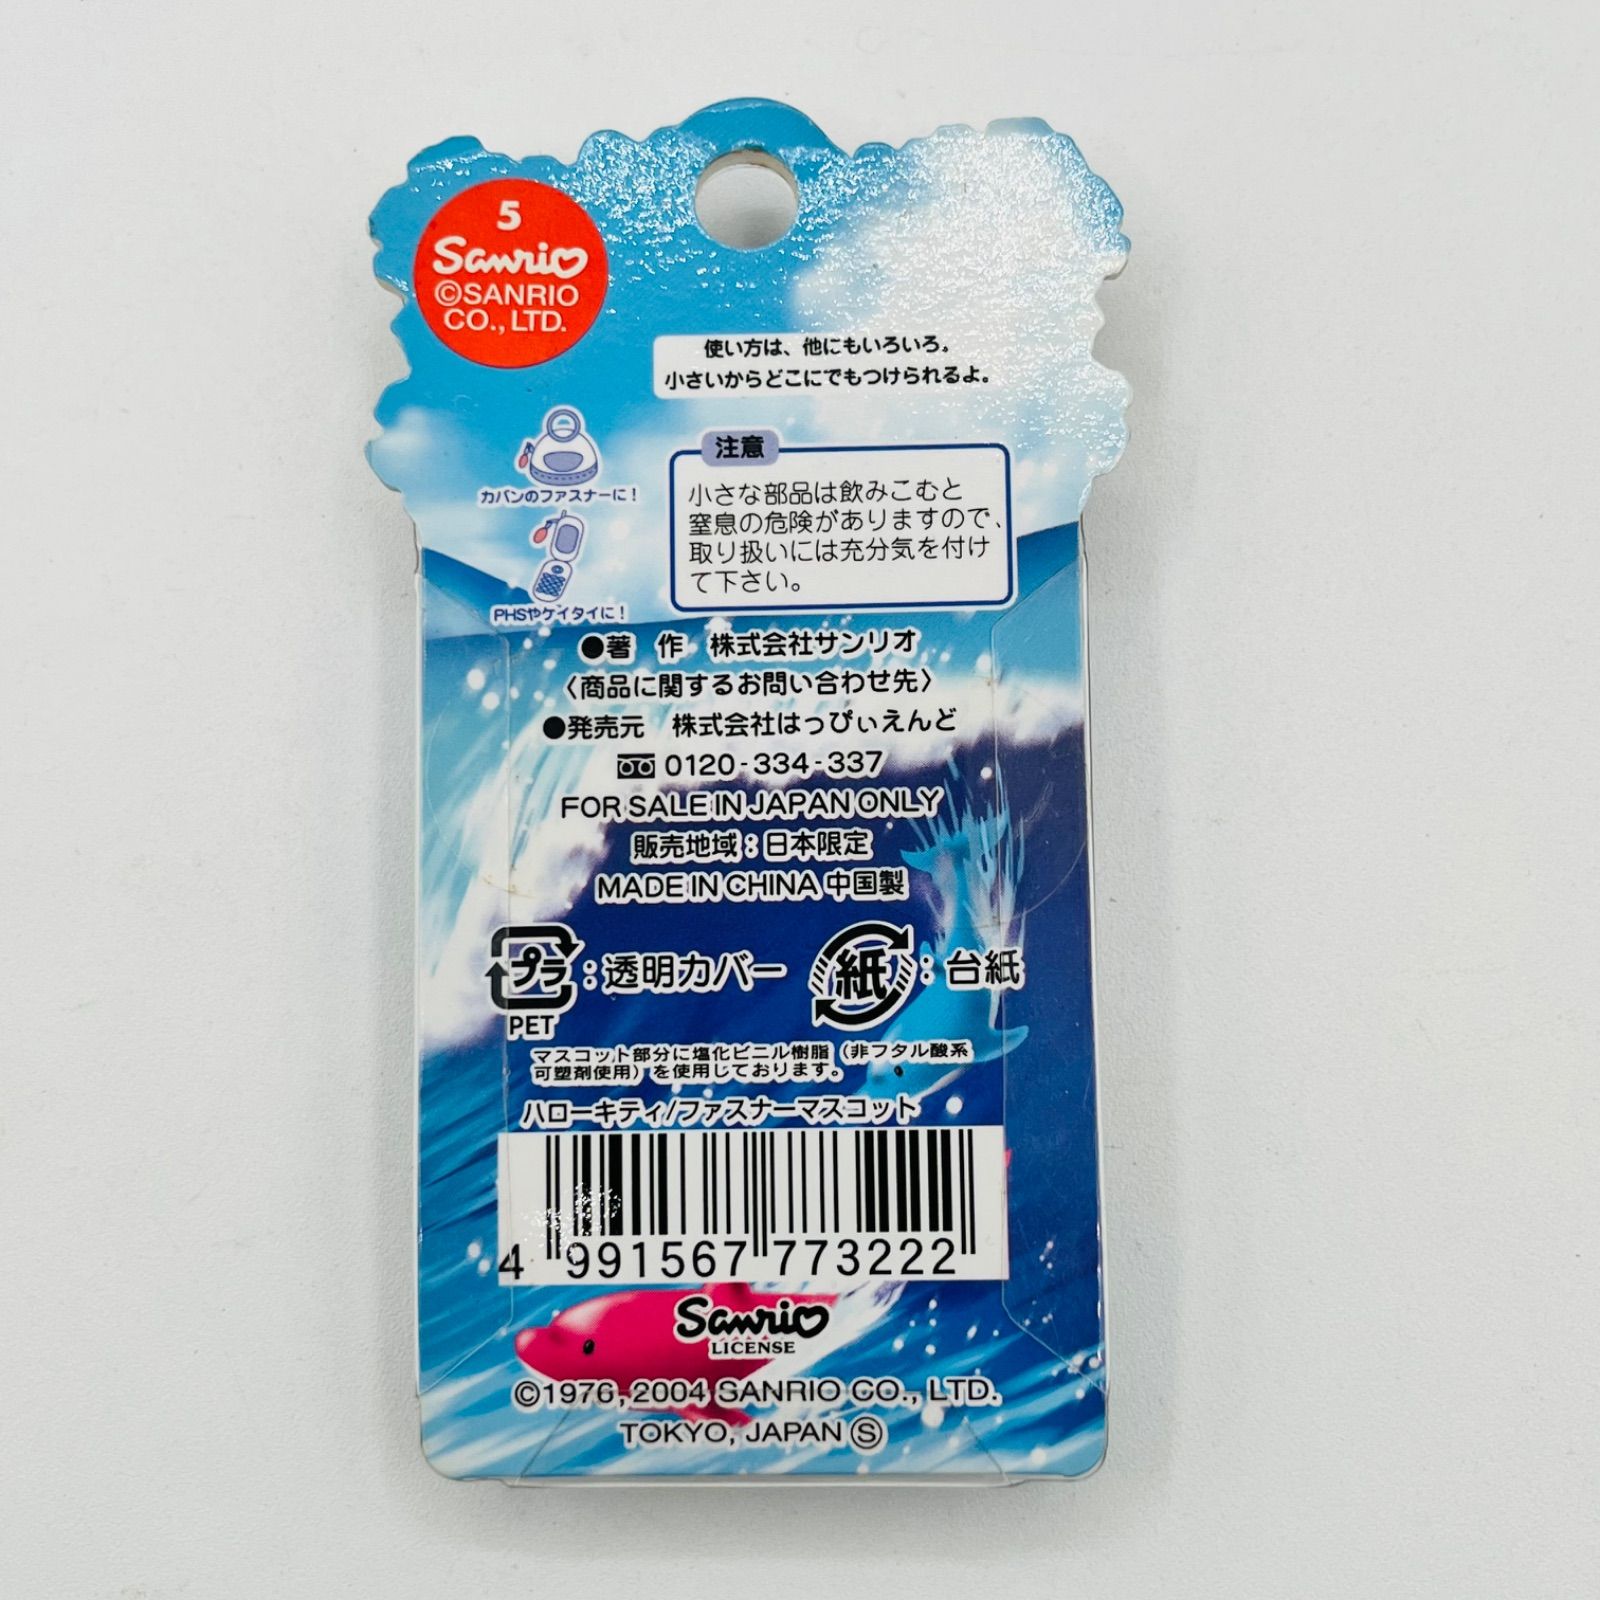 5
Sanrio
©SANRIO
CO., LTD.
使い方は、他にもいろいろ。
小さいからどこにでもつけられるよ。
カバンのファスナーに!
PHSやケイタイに!
注意
小さな部品は飲みこむと
窒息の危険がありますので、
取り扱いには充分気を付け
て下さい。
●著 作 株式会社サンリオ
〈商品に関するお問い合わせ先〉
●発売元 株式会社はっぴぃえんど
0120-334-337
FOR SALE IN JAPAN ONLY
販売地域:日本限定
MADE IN CHINA 中国製
プラ:透明カバー
PET
紙:台紙
マスコット部分に塩化ビニル樹脂(非フタル酸系
可塑剤使用)を使用しております。
ハローキティ/ファスナーマスコット
4 991567 773222
Sanrio
LICENSE
©1976, 2004 SANRIO CO., LTD.
TOKYO, JAPAN Ⓢ